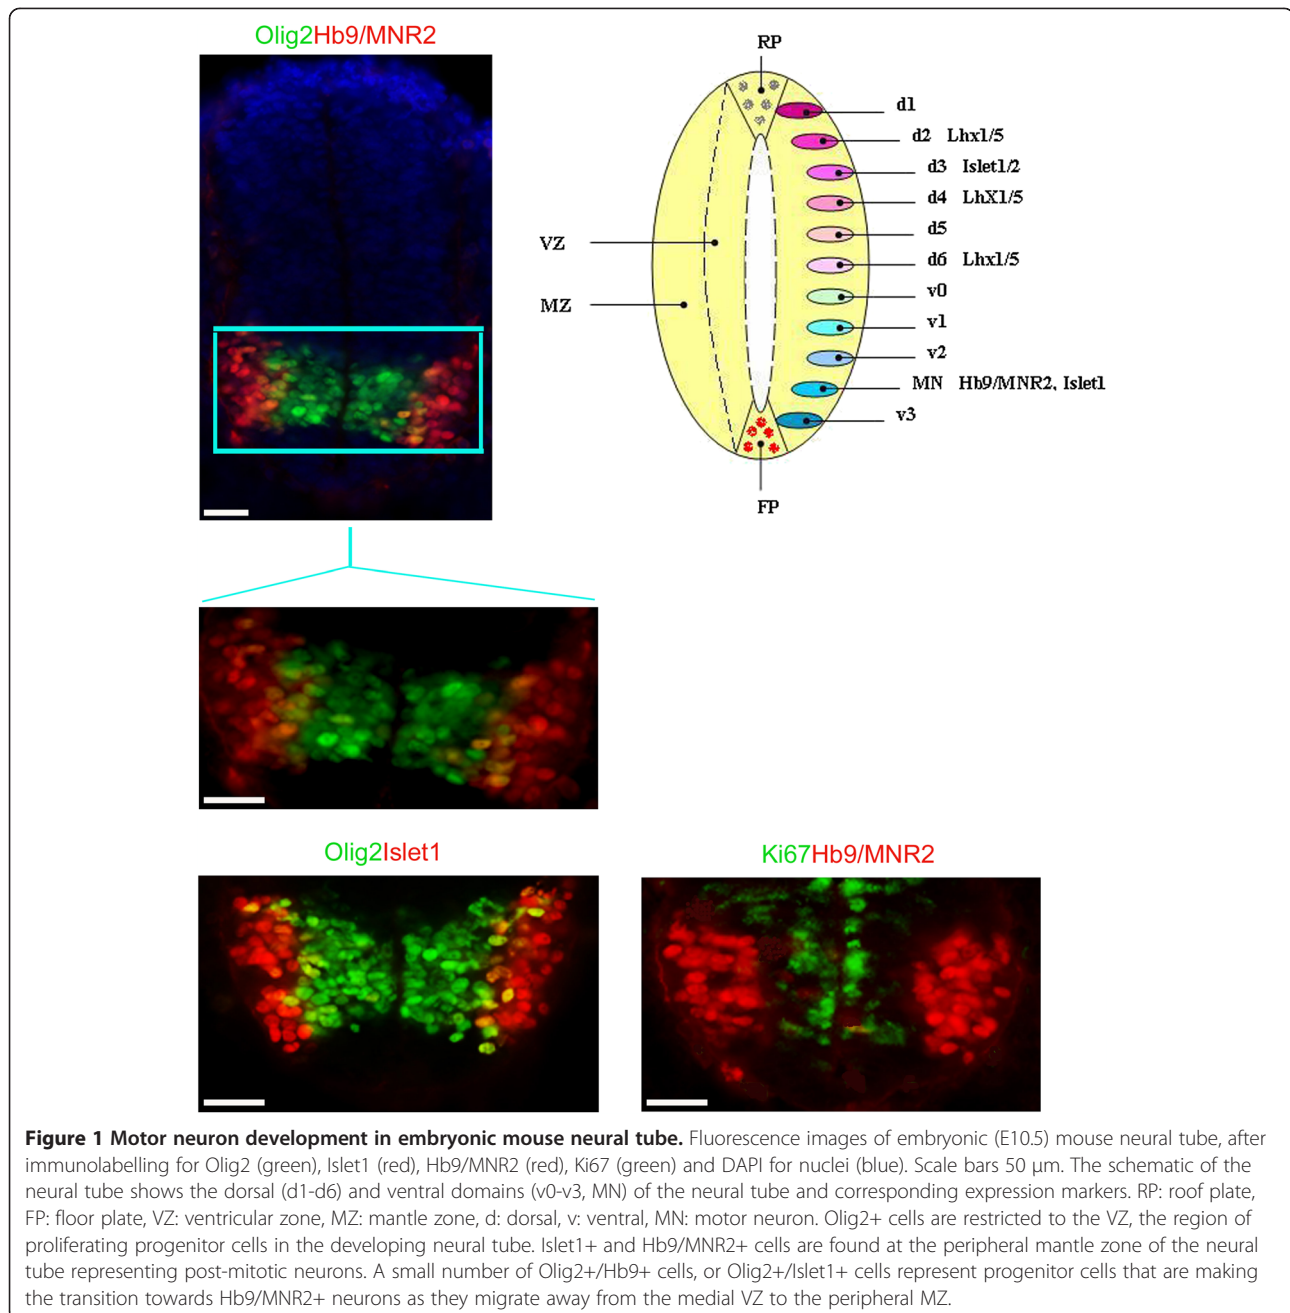 Olig2Hb9/MNR2
RP
d1
d2 Lhx1/5
d3 Islet1/2
d4 LhX1/5
d5
d6 Lhx1/5
v0
v1
v2
MN Hb9/MNR2, Islet1
v3
VZ
MZ
FP
Olig2Islet1
Ki67Hb9/MNR2
Figure 1 Motor neuron development in embryonic mouse neural tube. Fluorescence images of embryonic (E10.5) mouse neural tube, after
immunolabelling for Olig2 (green), Islet1 (red), Hb9/MNR2 (red), Ki67 (green) and DAPI for nuclei (blue). Scale bars 50 μm. The schematic of the
neural tube shows the dorsal (d1-d6) and ventral domains (v0-v3, MN) of the neural tube and corresponding expression markers. RP: roof plate,
FP: floor plate, VZ: ventricular zone, MZ: mantle zone, d: dorsal, v: ventral, MN: motor neuron. Olig2+ cells are restricted to the VZ, the region of
proliferating progenitor cells in the developing neural tube. Islet1+ and Hb9/MNR2+ cells are found at the peripheral mantle zone of the neural
tube representing post-mitotic neurons. A small number of Olig2+/Hb9+ cells, or Olig2+/Islet1+ cells represent progenitor cells that are making
the transition towards Hb9/MNR2+ neurons as they migrate away from the medial VZ to the peripheral MZ.